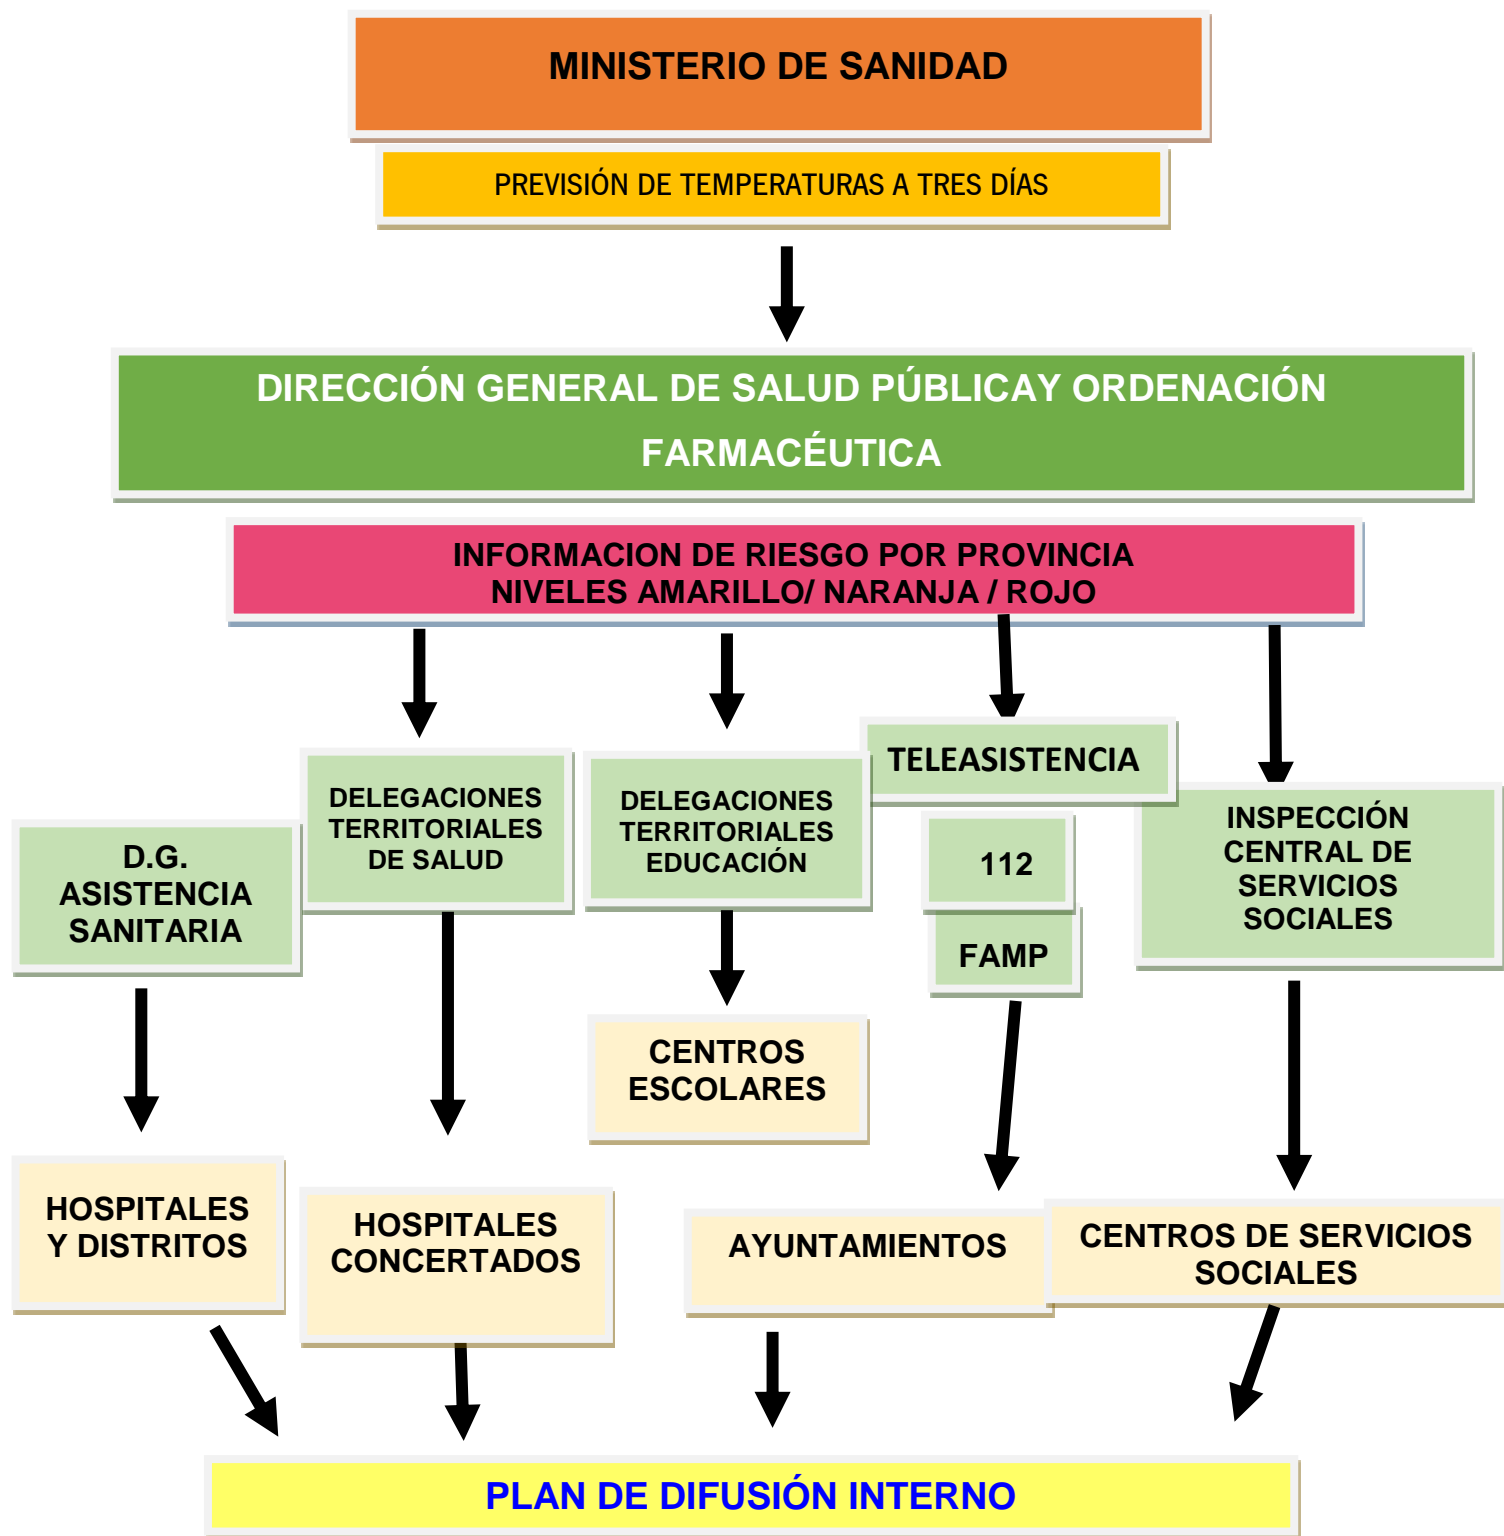 MINISTERIO DE SANIDAD
PREVISIÓN DE TEMPERATURAS A TRES DÍAS
DIRECCIÓN GENERAL DE SALUD PÚBLICAY ORDENACIÓN
FARMACÉUTICA
INFORMACION DE RIESGO POR PROVINCIA
NIVELES AMARILLO/ NARANJA / ROJO
D.G.
ASISTENCIA
SANITARIA
DELEGACIONES
TERRITORIALES
DE SALUD
DELEGACIONES
TERRITORIALES
EDUCACIÓN
TELEASISTENCIA
112
FAMP
INSPECCIÓN
CENTRAL DE
SERVICIOS
SOCIALES
CENTROS
ESCOLARES
HOSPITALES
Y DISTRITOS
HOSPITALES
CONCERTADOS
AYUNTAMIENTOS
CENTROS DE SERVICIOS
SOCIALES
PLAN DE DIFUSIÓN INTERNO